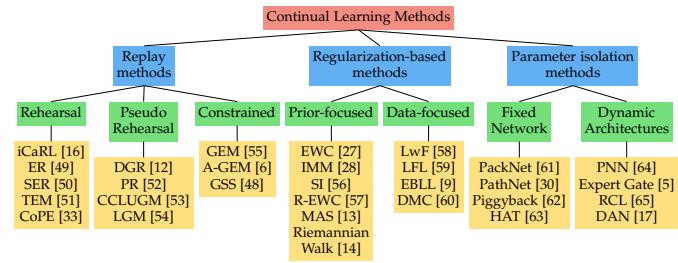 Continual Learning Methods
Replay
methods
Regularization-based
methods
Parameter isolation
methods
Rehearsal
Pseudo
Rehearsal
Constrained
Prior-focused
Data-focused
Fixed
Network
Dynamic
Architectures
iCaRL [16]
ER [49]
SER [50]
TEM [51]
CoPE [33]
DGR [12]
PR [52]
CCLUGM [53]
LGM [54]
GEM [55]
A-GEM [6]
GSS [48]
EWC [27]
IMM [28]
SI [56]
R-EWC [57]
MAS [13]
Riemannian
Walk [14]
LwF [58]
LFL [59]
EBLL [9]
DMC [60]
PackNet [61]
PathNet [30]
Piggyback [62]
HAT [63]
PNN [64]
Expert Gate [5]
RCL [65]
DAN [17]